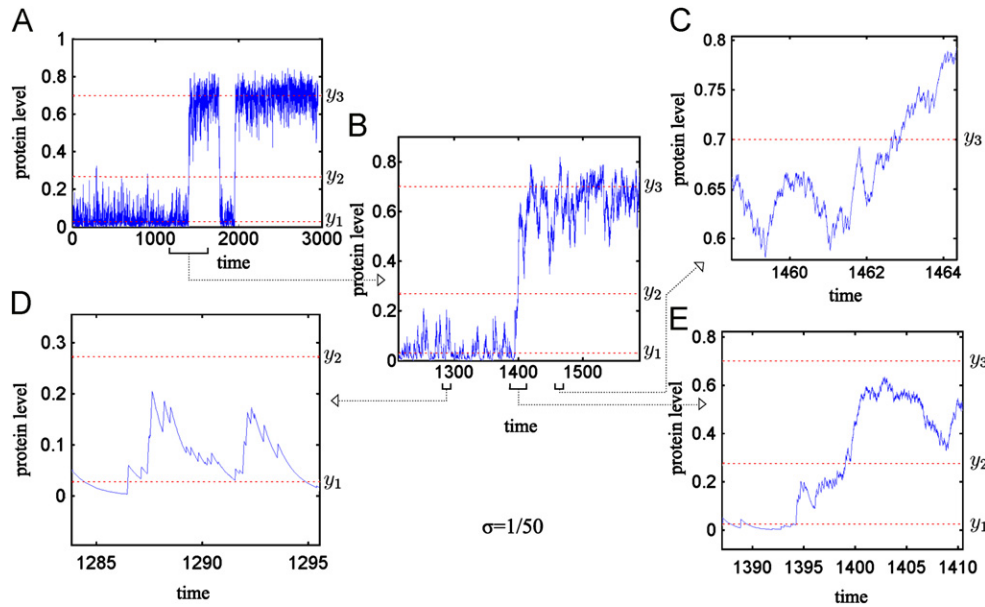 A
protein level
1
0.8
0.6
0.4
0.2
0
0 1000 2000 3000
time
y3
y2
y1
B
protein level
0.8
0.4
0.2
0
1300 1400 1500
time
y3
y2
y1
C
protein level
0.8
0.75
0.7
0.65
0.6
1460 1462 1464
time
y3
D
protein level
0.3
0.2
0.1
0
1285 1290 1295
time
y2
y1
σ=1/50
E
protein level
0.8
0.6
0.4
0.2
0
1390 1395 1400 1405 1410
time
y3
y2
y1